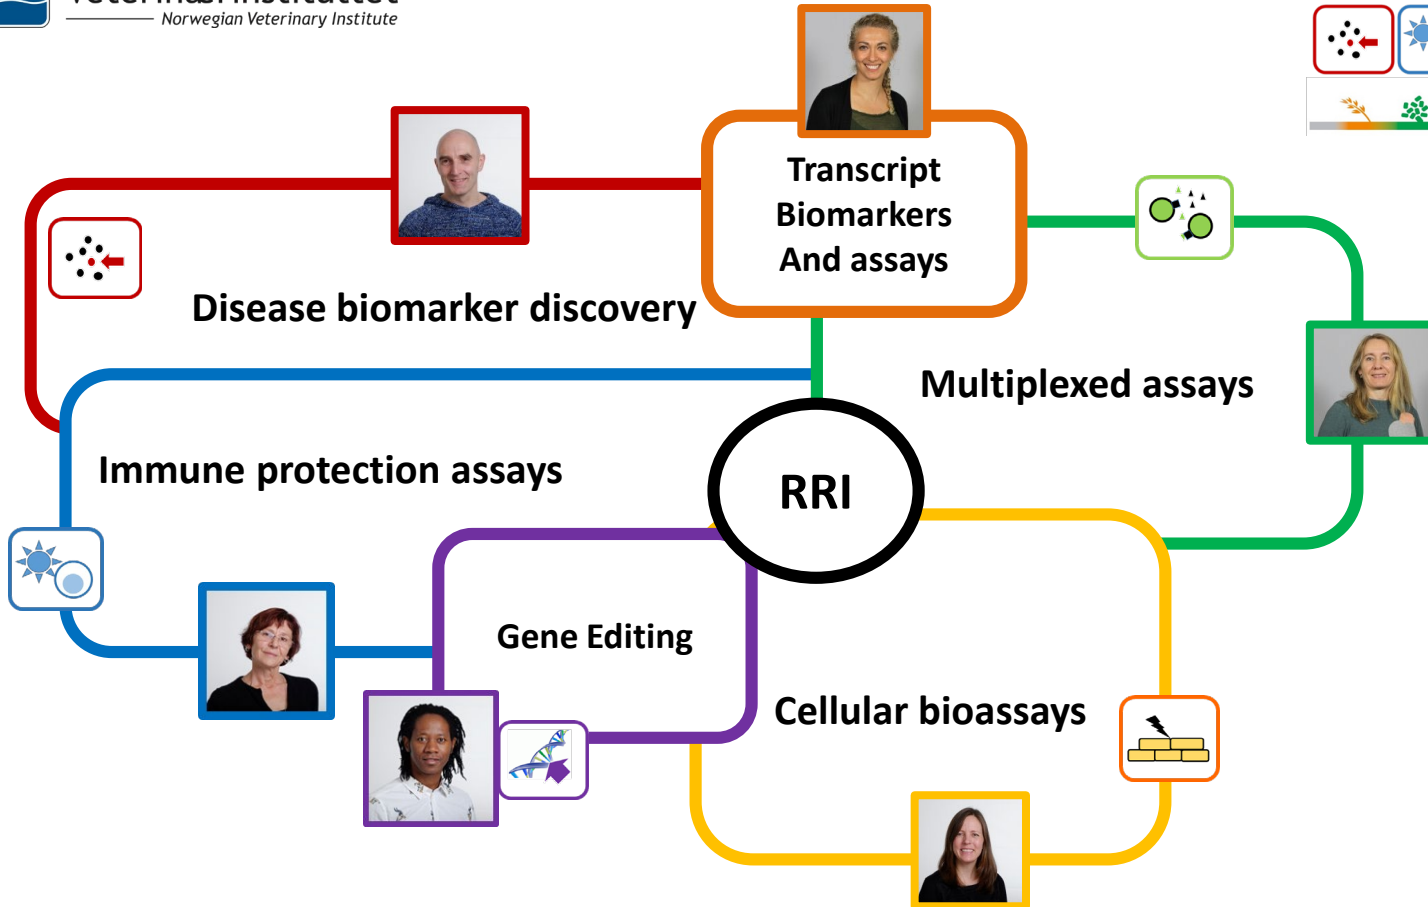 Norwegian Veterinary Institute
Transcript
Biomarkers
And assays
Disease biomarker discovery
Multiplexed assays
Immune protection assays
RRI
Gene Editing
Cellular bioassays